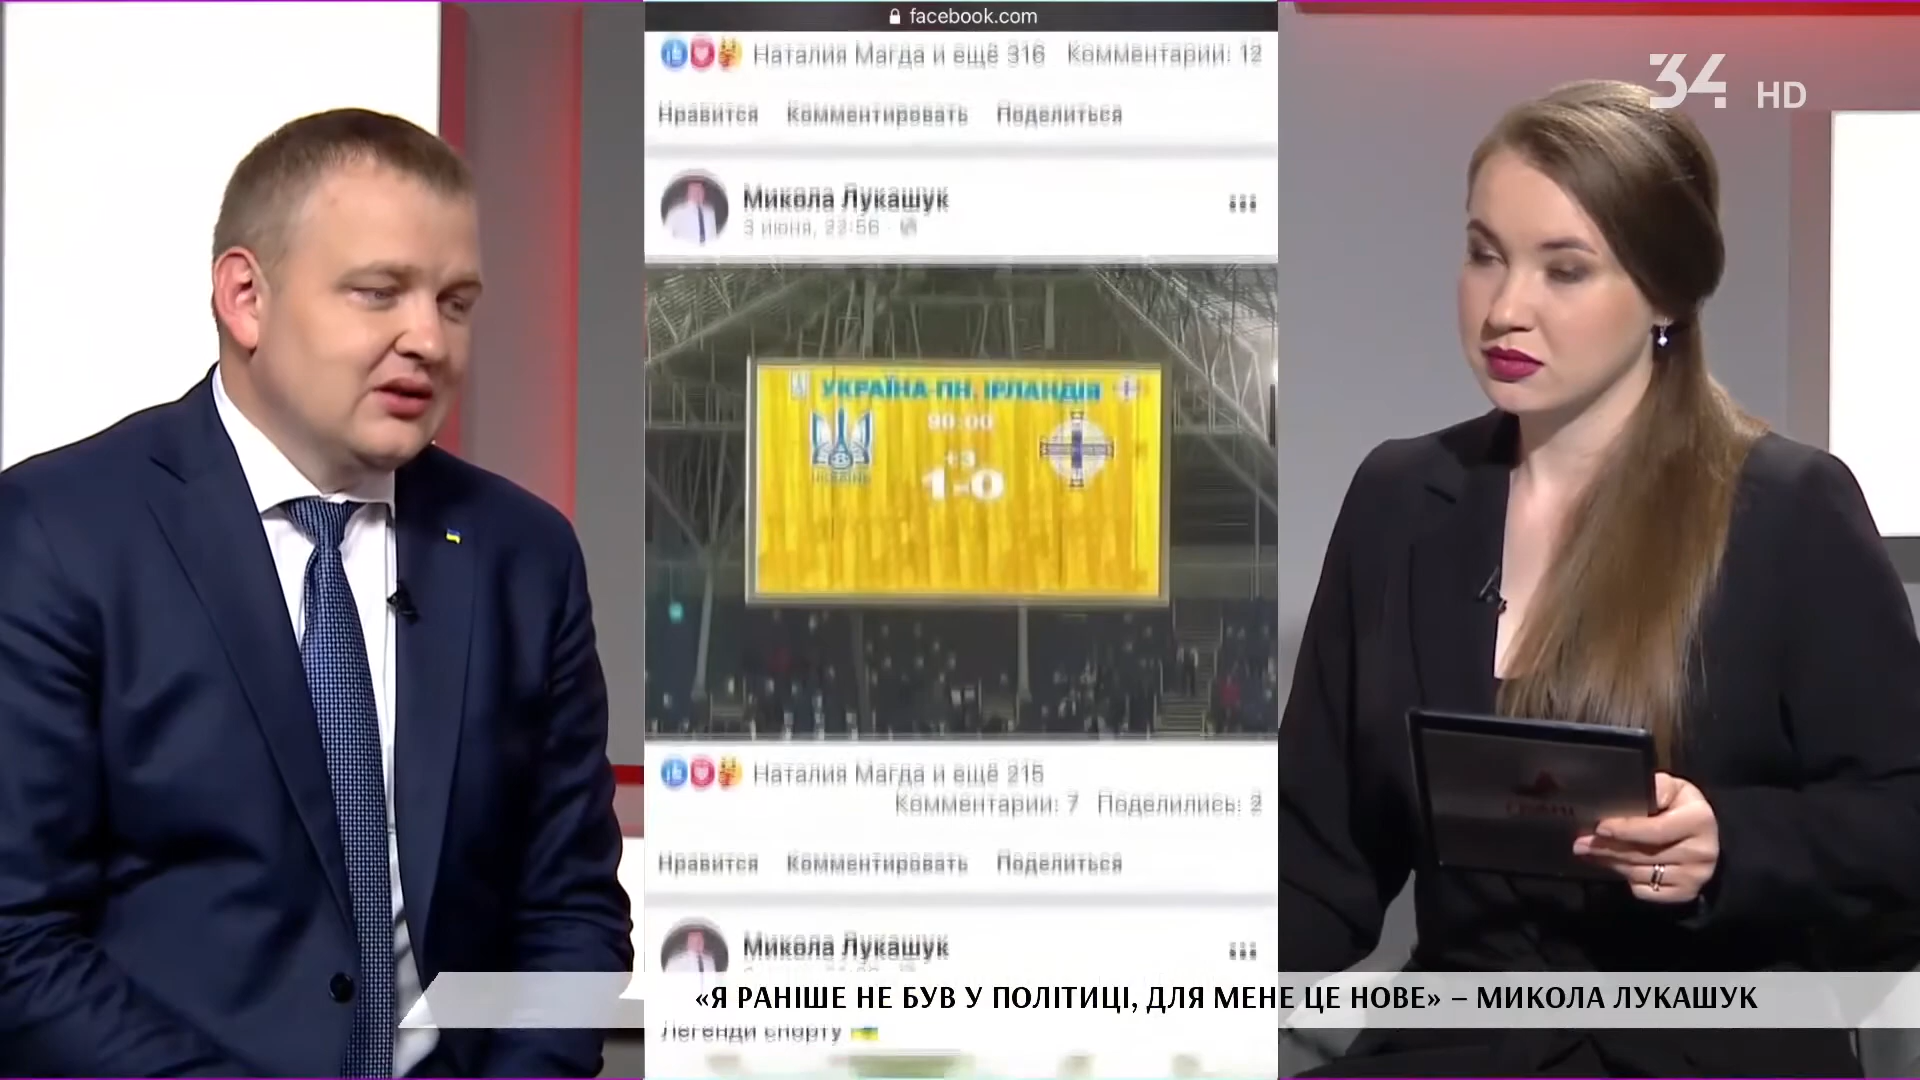 facebook.com
34 HD
Наталия Магда и ещё 316 Комментарии: 12
Нравится Комментировать Поделиться
Микола Лукашук
3 июня, 22:56
УКРАЇНА-ПН. ІРЛАНДІЯ
90:00
+3
1-0
UKRAINE
Наталия Магда и ещё 215
Комментарии: 7 Поделились: 2
Нравится Комментировать Поделиться
Микола Лукашук
«Я РАНІШЕ НЕ БУВ У ПОЛІТИЦІ, ДЛЯ МЕНЕ ЦЕ НОВЕ» – МИКОЛА ЛУКАШУК
Легенди спорту